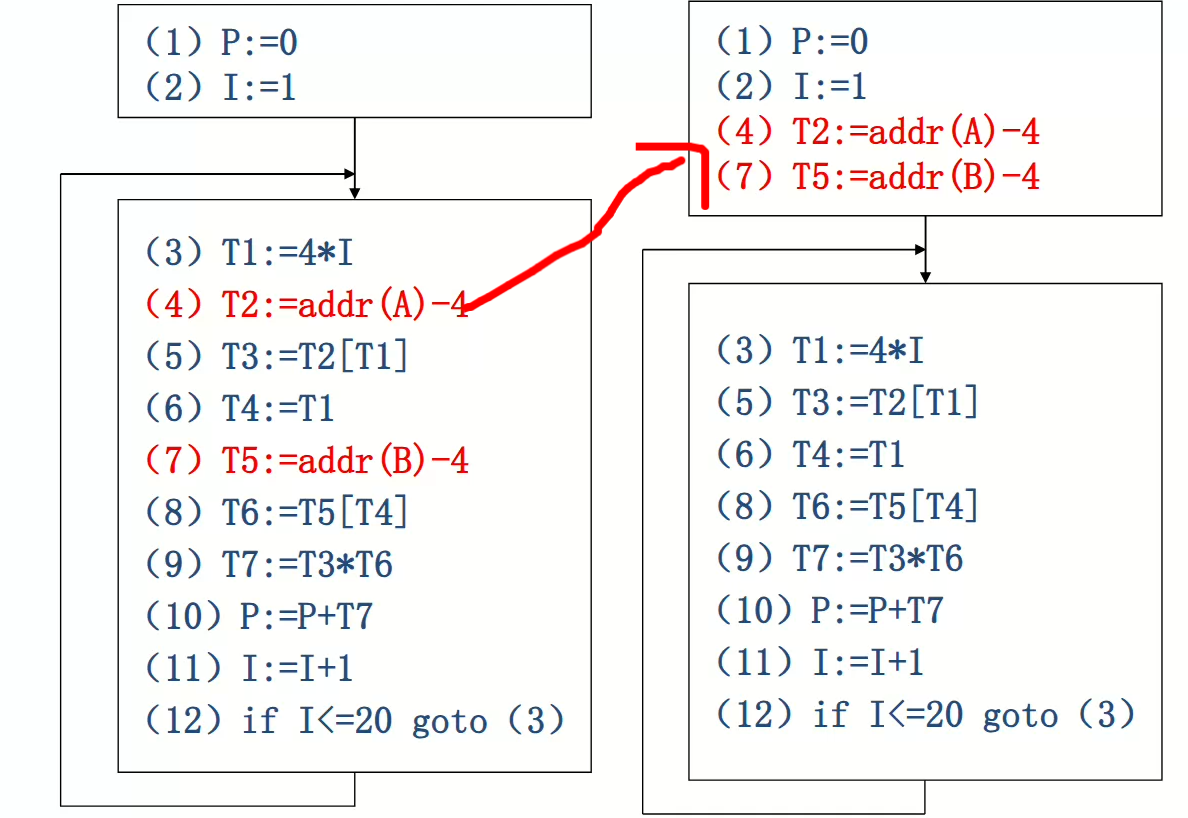 (1) P:=0
(2) I:=1
(3) T1:=4*I
(4) T2:=addr(A)-4
(5) T3:=T2[T1]
(6) T4:=T1
(7) T5:=addr(B)-4
(8) T6:=T5[T4]
(9) T7:=T3*T6
(10) P:=P+T7
(11) I:=I+1
(12) if I<=20 goto (3)
(1) P:=0
(2) I:=1
(4) T2:=addr(A)-4
(7) T5:=addr(B)-4
(3) T1:=4*I
(5) T3:=T2[T1]
(6) T4:=T1
(8) T6:=T5[T4]
(9) T7:=T3*T6
(10) P:=P+T7
(11) I:=I+1
(12) if I<=20 goto (3)